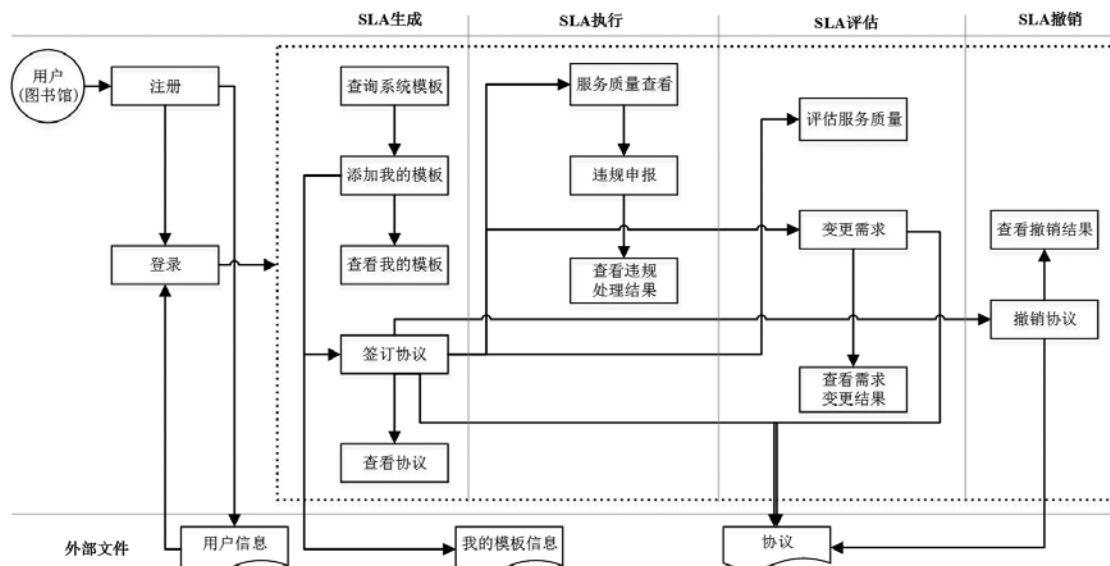 SLA生成
SLA执行
SLA评估
SLA撤销
用户
(图书馆)
注册
登录
查询系统模板
添加我的模板
查看我的模板
签订协议
查看协议
服务质量查看
违规申报
查看违规
处理结果
评估服务质量
变更需求
查看需求
变更结果
查看撤销结果
撤销协议
外部文件
用户信息
我的模板信息
协议